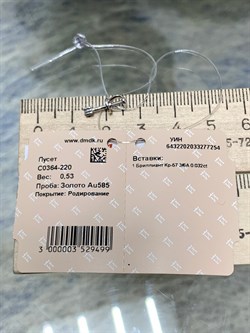 www.dmdk.ru
Пусет
С0364-220
Вес: 0,53
Проба: Золото Au585
Покрытие: Родирование
3 000003 529499
УИН
6432202033277254
Вставки:
1 Бриллиант Кр-57 3/6А 0.032ct